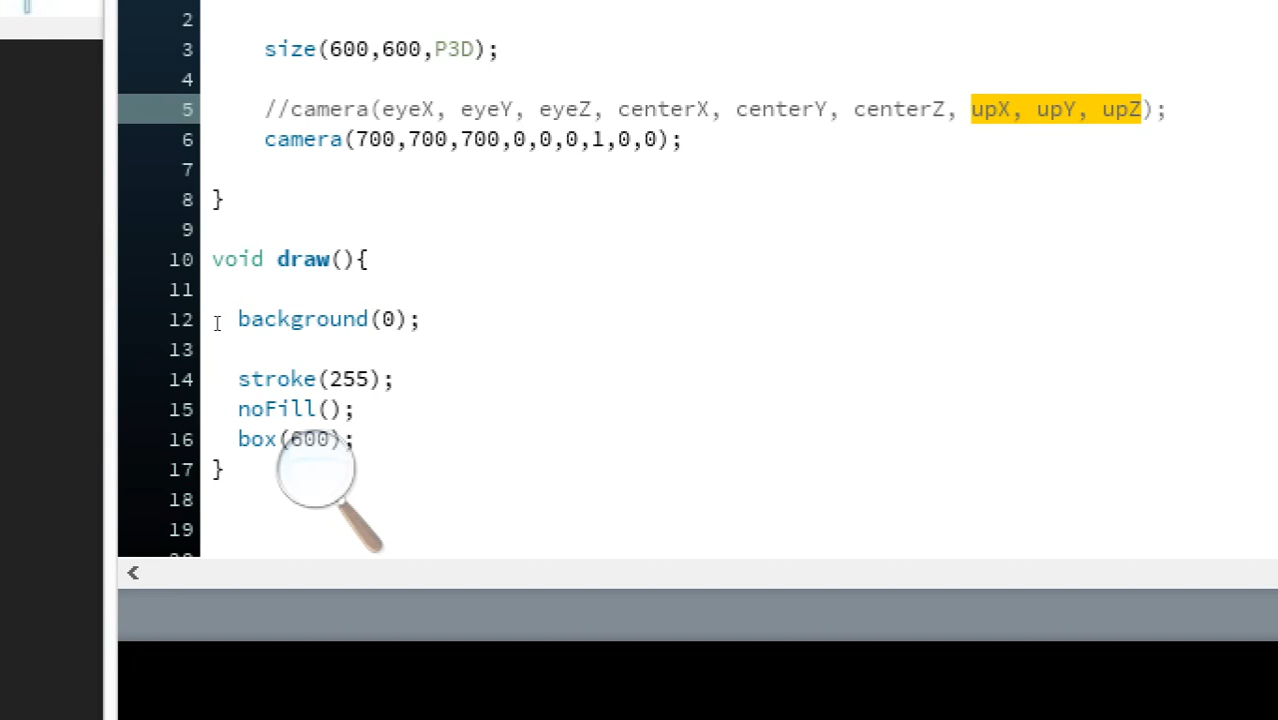 2
3 size(600,600,P3D);
4
5 //camera(eyeX, eyeY, eyeZ, centerX, centerY, centerZ, upX, upY, upZ);
6 camera(700,700,700,0,0,0,1,0,0);
7
8 }
9
10 void draw(){
11
12 background(0);
13
14 stroke(255);
15 noFill();
16 box(600);
17 }
18
19